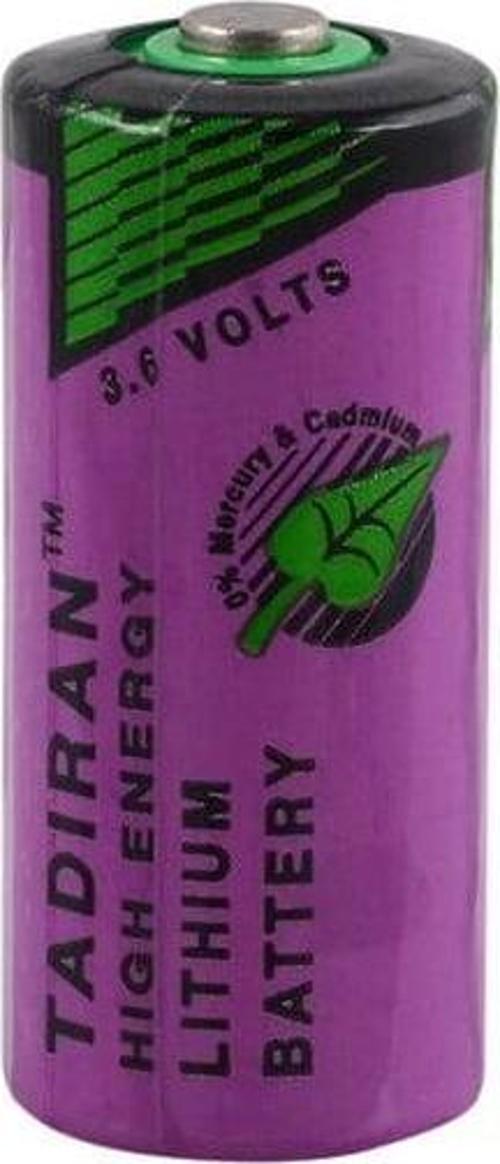 3.6 VOLTS
0% Mercury & Cadmium
TADIRAN™
HIGH ENERGY
LITHIUM
BATTERY